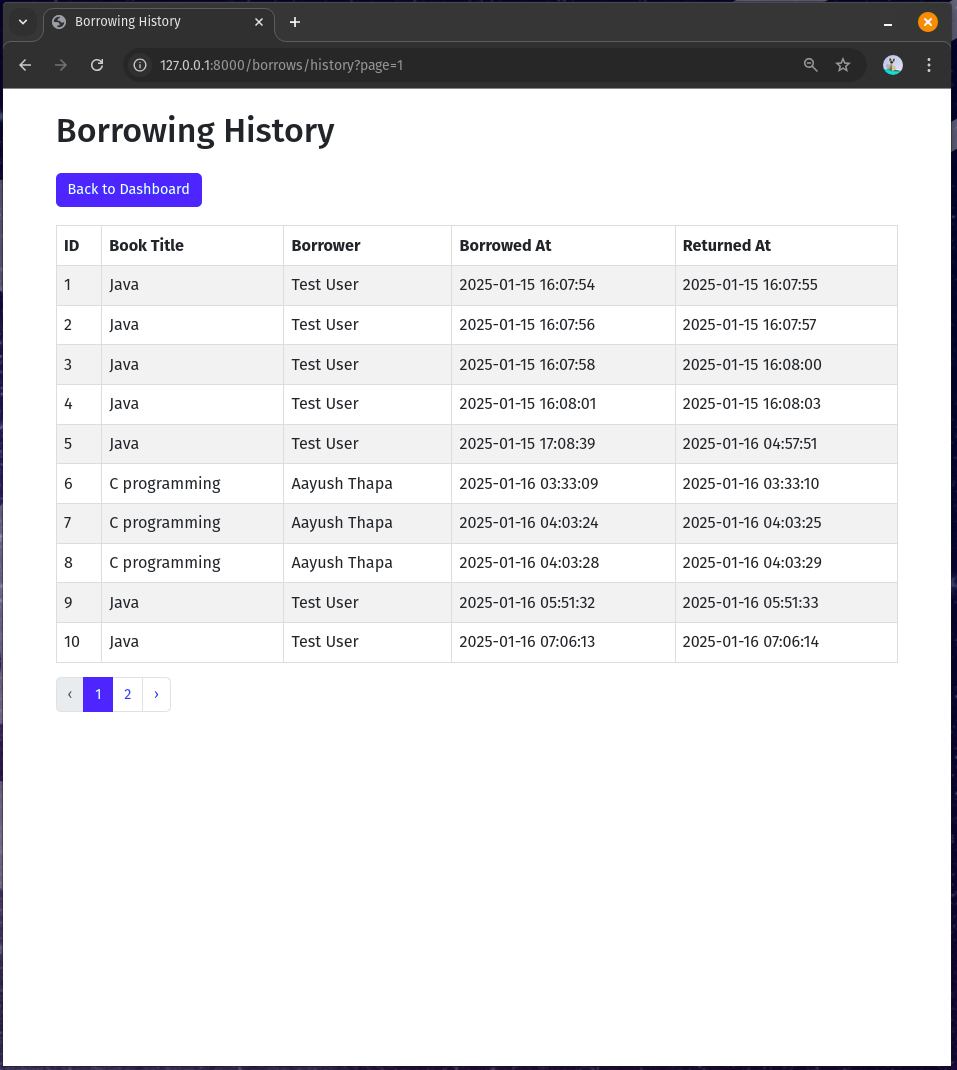 Borrowing History
127.0.0.1:8000/borrows/history?page=1
Borrowing History
Back to Dashboard
ID Book Title Borrower Borrowed At Returned At
1 Java Test User 2025-01-15 16:07:54 2025-01-15 16:07:55
2 Java Test User 2025-01-15 16:07:56 2025-01-15 16:07:57
3 Java Test User 2025-01-15 16:07:58 2025-01-15 16:08:00
4 Java Test User 2025-01-15 16:08:01 2025-01-15 16:08:03
5 Java Test User 2025-01-15 17:08:39 2025-01-16 04:57:51
6 C programming Aayush Thapa 2025-01-16 03:33:09 2025-01-16 03:33:10
7 C programming Aayush Thapa 2025-01-16 04:03:24 2025-01-16 04:03:25
8 C programming Aayush Thapa 2025-01-16 04:03:28 2025-01-16 04:03:29
9 Java Test User 2025-01-16 05:51:32 2025-01-16 05:51:33
10 Java Test User 2025-01-16 07:06:13 2025-01-16 07:06:14
‹ 1 2 ›